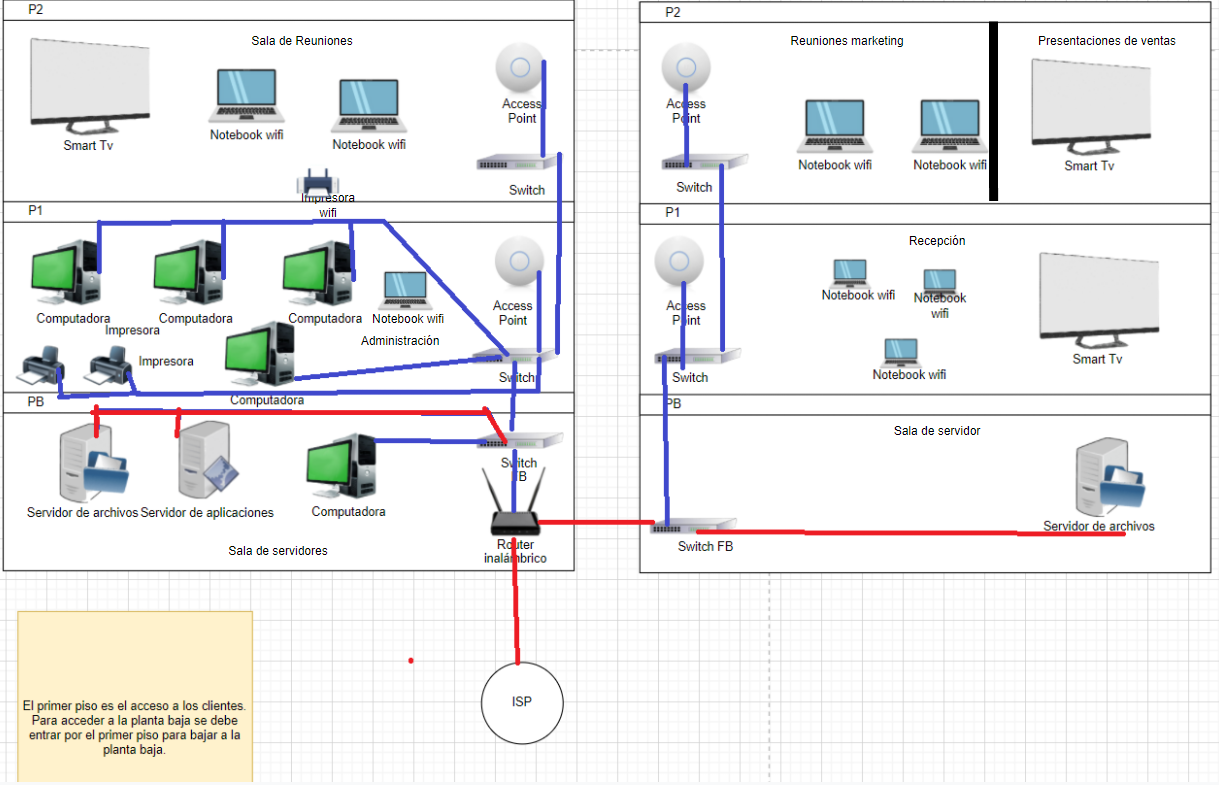 P2
Sala de Reuniones
Smart Tv
Notebook wifi
Notebook wifi
Access
Point
Switch
Impresora
wifi
P1
Computadora
Computadora
Computadora
Notebook wifi
Access
Point
Impresora
Impresora
Administración
Switch
Computadora
PB
Servidor de archivos
Servidor de aplicaciones
Computadora
Switch
FB
Router
inalámbrico
Sala de servidores
P2
Reuniones marketing
Presentaciones de ventas
Access
Point
Notebook wifi
Notebook wifi
Smart Tv
Switch
P1
Recepción
Access
Point
Notebook wifi
Notebook
wifi
Notebook wifi
Smart Tv
Switch
PB
Sala de servidor
Servidor de archivos
Switch FB
ISP
El primer piso es el acceso a los clientes.
Para acceder a la planta baja se debe
entrar por el primer piso para bajar a la
planta baja.